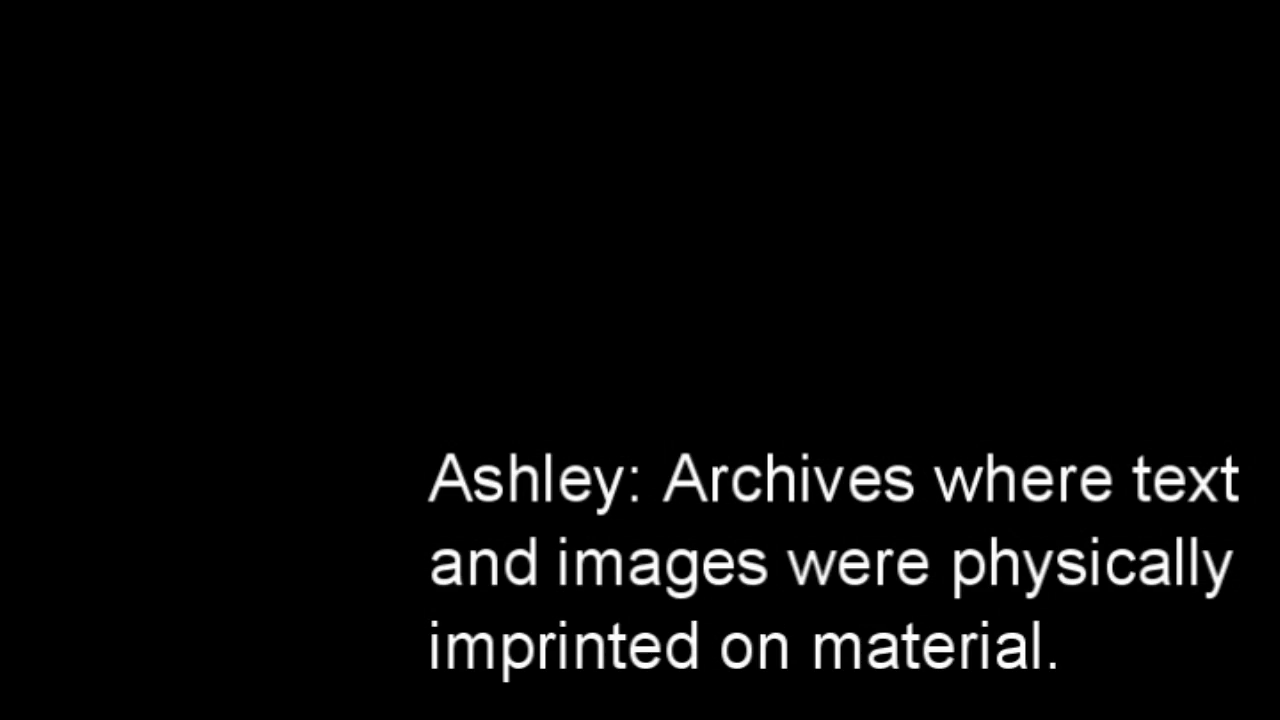 Ashley: Archives where text
and images were physically
imprinted on material.